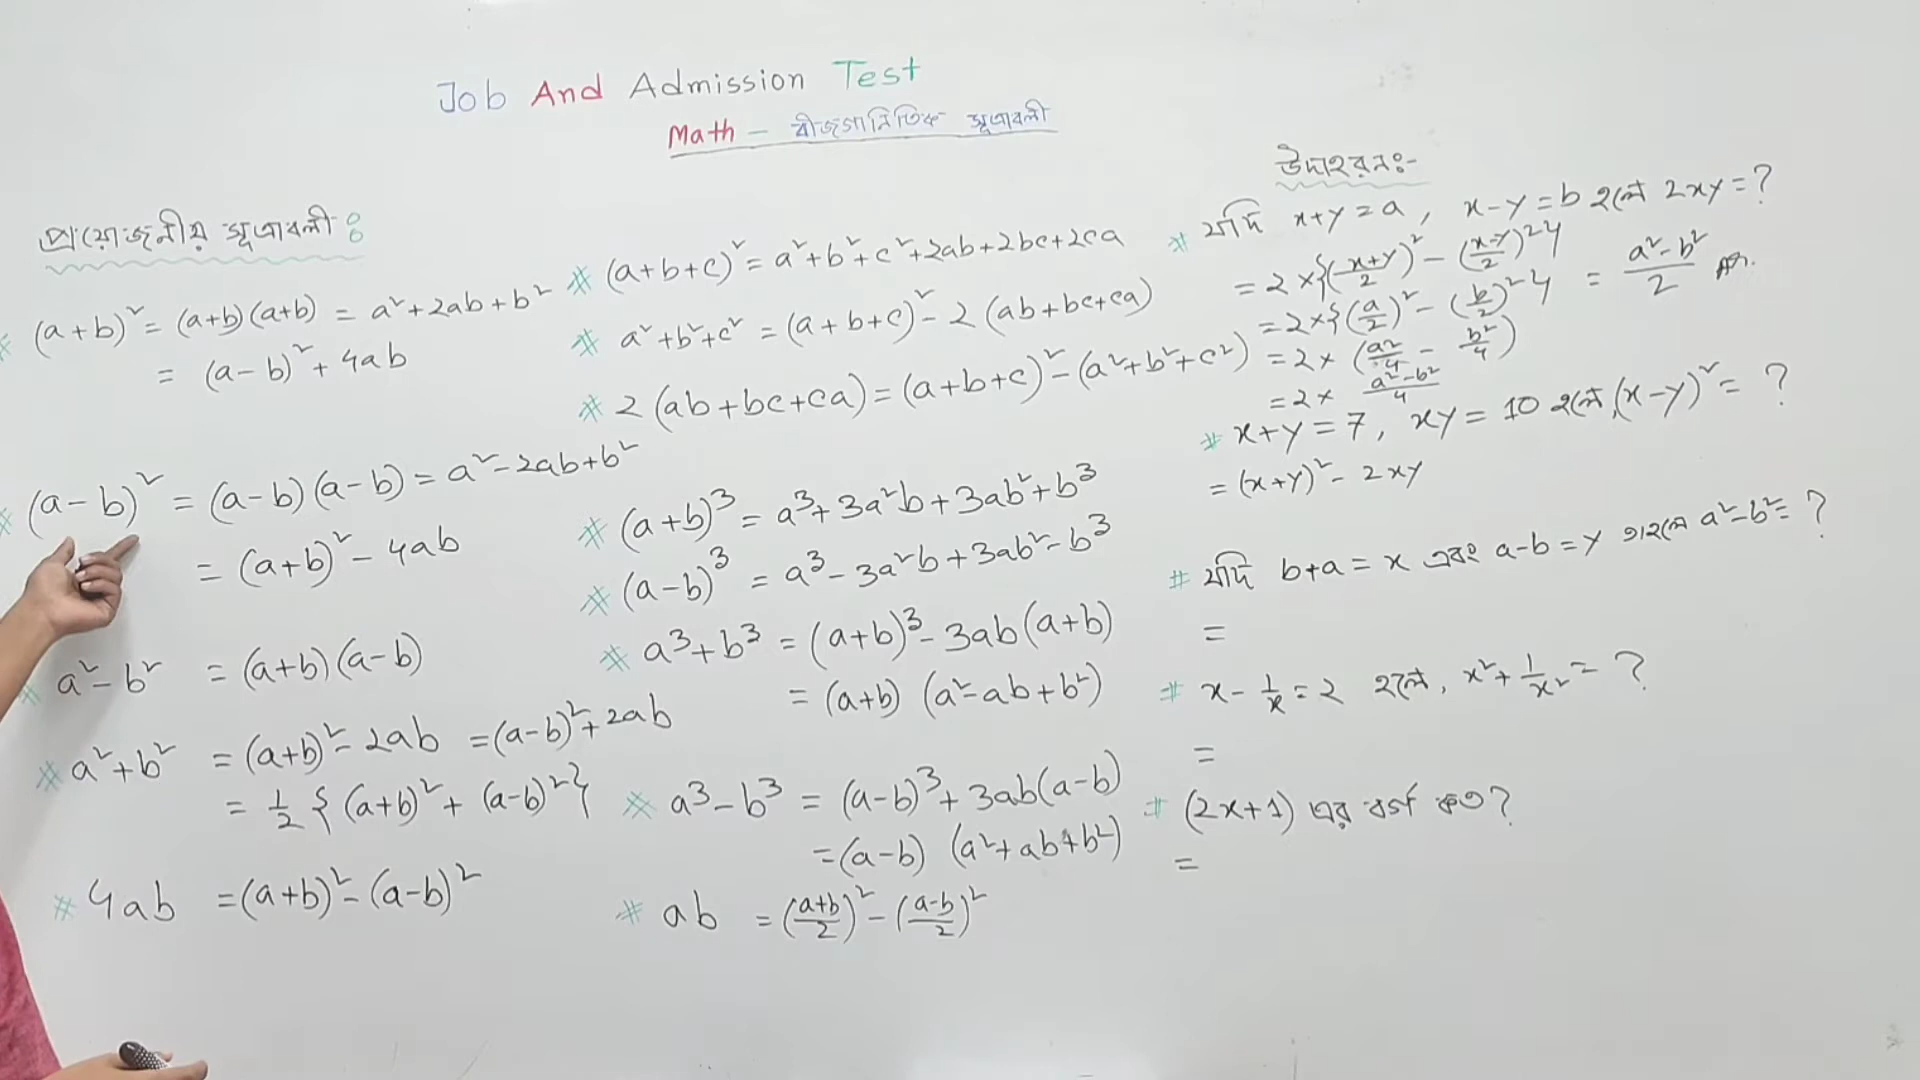 Job And Admission Test
Math – বীজগানিতিক সূত্রাবলী
প্রয়োজনীয় সূত্রাবলী:
* (a+b)² = (a+b)(a+b) = a²+2ab+b²
= (a-b)²+4ab
* (a-b)² = (a-b)(a-b) = a²-2ab+b²
= (a+b)²-4ab
* a²-b² = (a+b)(a-b)
* a²+b² = (a+b)²-2ab = (a-b)²+2ab
= 1/2 {(a+b)²+(a-b)²}
* 4ab = (a+b)²-(a-b)²
* (a+b+c)² = a²+b²+c²+2ab+2bc+2ca
* a²+b²+c² = (a+b+c)²-2(ab+bc+ca)
* 2(ab+bc+ca) = (a+b+c)²-(a²+b²+c²)
* (a+b)³ = a³+3a²b+3ab²+b³
* (a-b)³ = a³-3a²b+3ab²-b³
* a³+b³ = (a+b)³-3ab(a+b)
= (a+b)(a²-ab+b²)
* a³-b³ = (a-b)³+3ab(a-b)
= (a-b)(a²+ab+b²)
* ab = ((a+b)/2)²-((a-b)/2)²
উদাহরনঃ-
* যদি x+y=a, x-y=b হলে 2xy=?
= 2×{((x+y)/2)²-((x-y)/2)²}
= 2×{(a/2)²-(b/2)²} = (a²-b²)/2 Ans.
= 2×(a²/4 - b²/4)
= 2× (a²-b²)/4
* x+y=7, xy=10 হলে, (x-y)²=?
= (x+y)²-2xy
# যদি b+a=x এবং a-b=y তাহলে a²-b²=?
=
# x-1/x=2 হলে, x²+1/x²=?
=
# (2x+1) এর বর্গ কত?
=